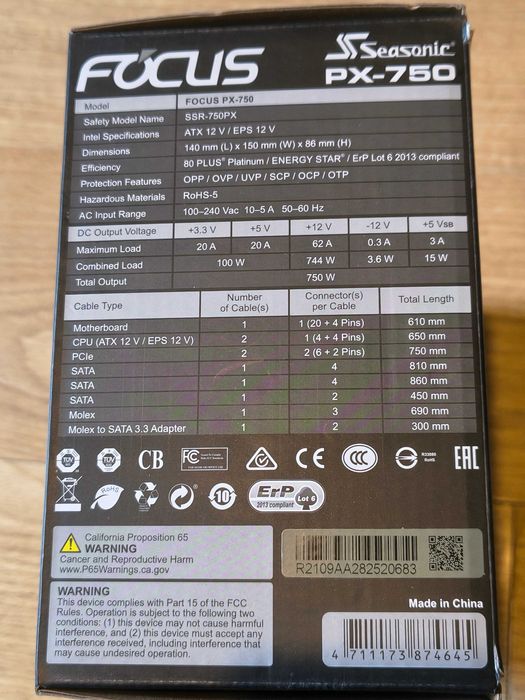 FOCUS
Seasonic
PX-750
Model FOCUS PX-750
Safety Model Name SSR-750PX
Intel Specifications ATX 12 V / EPS 12 V
Dimensions 140 mm (L) x 150 mm (W) x 86 mm (H)
Efficiency 80 PLUS® Platinum / ENERGY STAR® / ErP Lot 6 2013 compliant
Protection Features OPP / OVP / UVP / SCP / OCP / OTP
Hazardous Materials RoHS-5
AC Input Range 100–240 Vac 10–5 A 50–60 Hz
DC Output Voltage +3.3 V +5 V +12 V -12 V +5 VSB
Maximum Load 20 A 20 A 62 A 0.3 A 3 A
Combined Load 100 W 744 W 3.6 W 15 W
Total Output 750 W
Cable Type Number of Cable(s) Connector(s) per Cable Total Length
Motherboard 1 1 (20 + 4 Pins) 610 mm
CPU (ATX 12 V / EPS 12 V) 2 1 (4 + 4 Pins) 650 mm
PCIe 2 2 (6 + 2 Pins) 750 mm
SATA 1 4 810 mm
SATA 1 4 860 mm
SATA 1 2 450 mm
Molex 1 3 690 mm
Molex to SATA 3.3 Adapter 1 2 300 mm
TÜV TÜV CB FC CE CCC R33080 RoHS EAC
RoHS 10 ErP Lot 6
2013 compliant
California Proposition 65
WARNING
Cancer and Reproductive Harm
www.P65Warnings.ca.gov
R2109AA282520683
WARNING
This device complies with Part 15 of the FCC
Rules. Operation is subject to the following two
conditions: (1) this device may not cause harmful
interference, and (2) this device must accept any
interference received, including interference that
may cause undesired operation.
Made in China
4 711173 874645